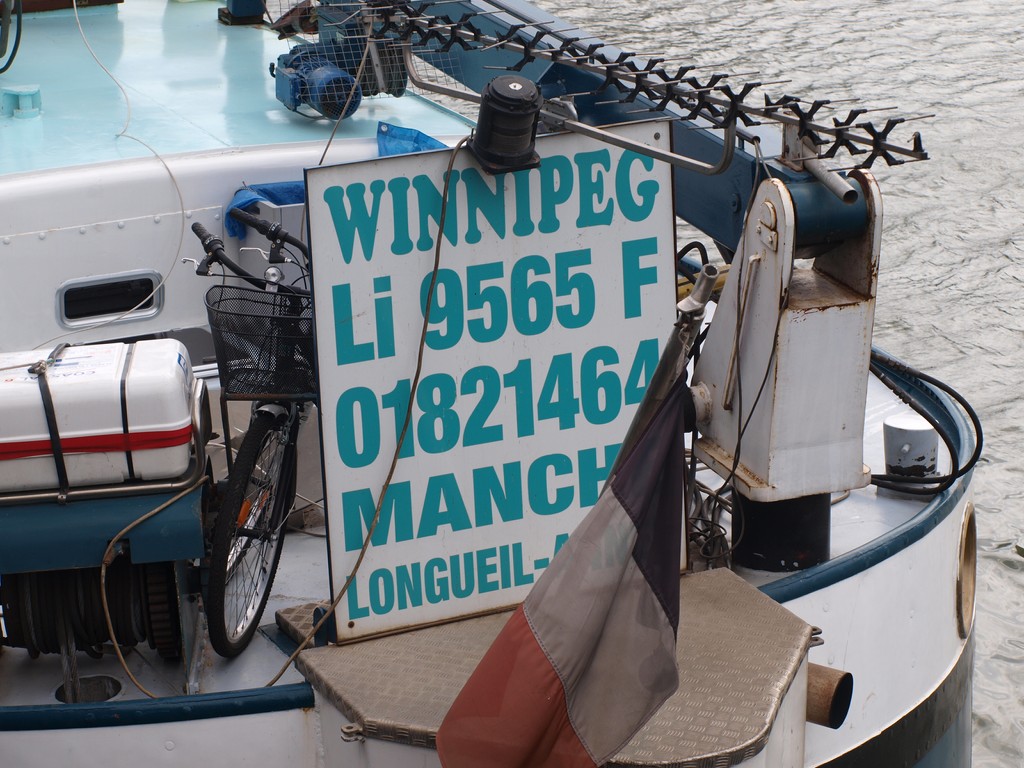 WINNIPEG
Li 9565 F
01821464
MANCH
LONGUEIL-